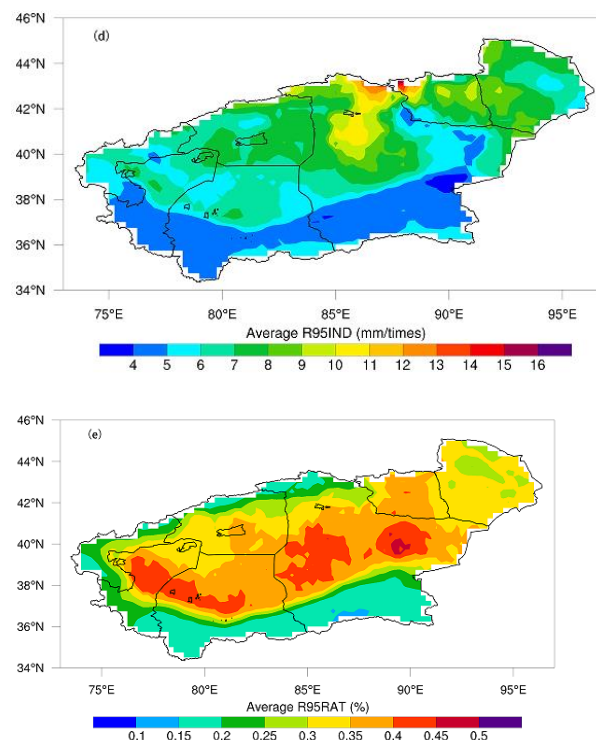 46°N
(d)
44°N
42°N
40°N
38°N
36°N
34°N
75°E 80°E 85°E 90°E 95°E
Average R95IND (mm/times)
4 5 6 7 8 9 10 11 12 13 14 15 16
46°N
(e)
44°N
42°N
40°N
38°N
36°N
34°N
75°E 80°E 85°E 90°E 95°E
Average R95RAT (%)
0.1 0.15 0.2 0.25 0.3 0.35 0.4 0.45 0.5